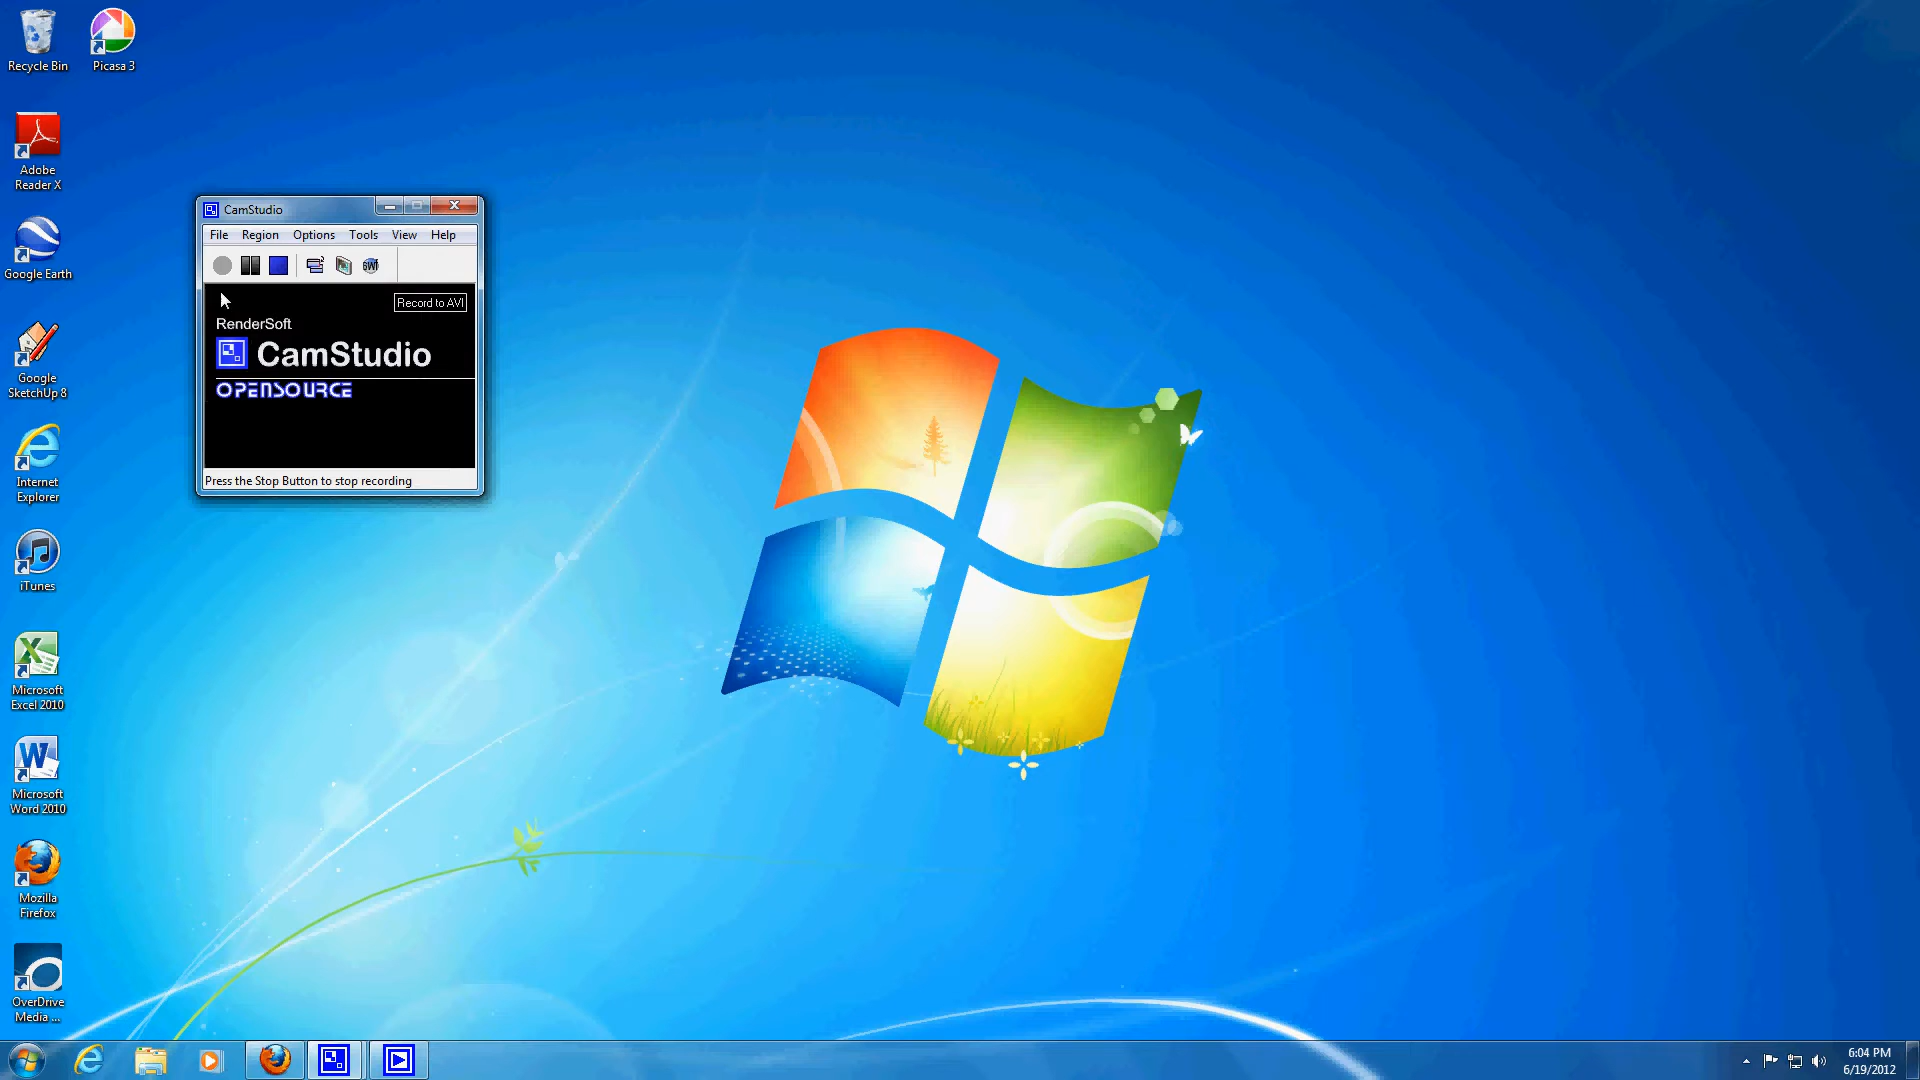 Recycle Bin
Picasa 3
Adobe
Reader X
Google Earth
Google
SketchUp 8
Internet
Explorer
iTunes
Microsoft
Excel 2010
Microsoft
Word 2010
Mozilla
Firefox
OverDrive
Media ...
CamStudio
File Region Options Tools View Help
Record to AVI
RenderSoft
CamStudio
OPENSOURCE
Press the Stop Button to stop recording
6:04 PM
6/19/2012